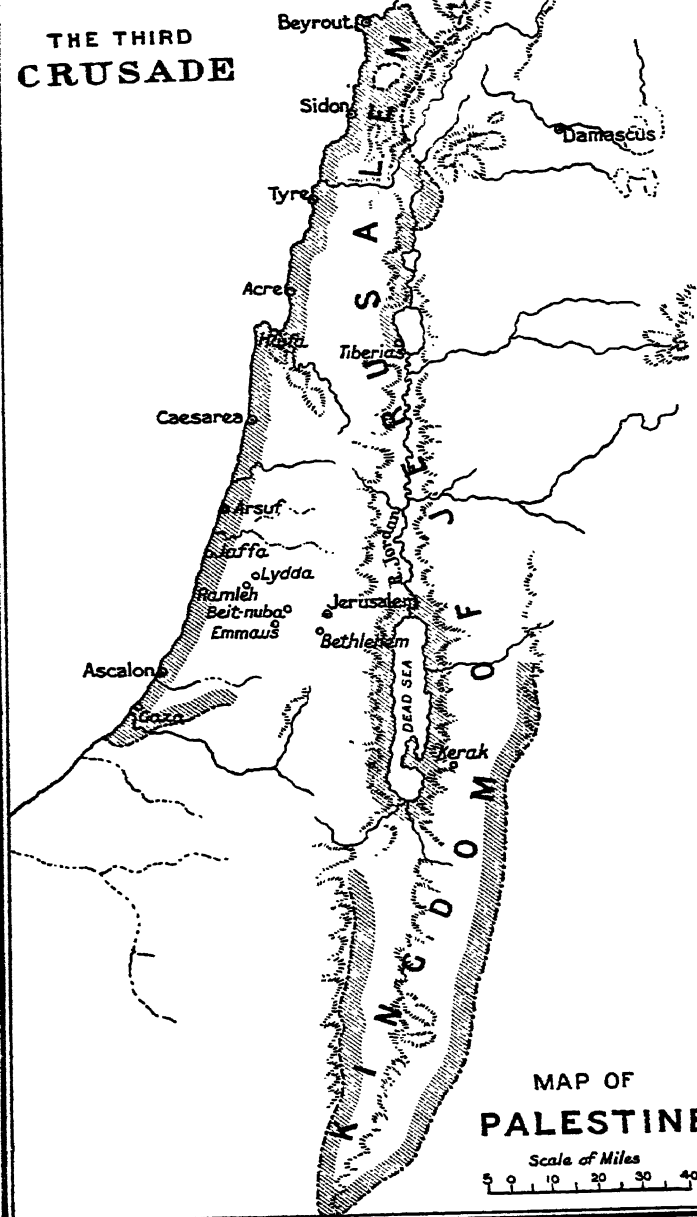 THE THIRD
CRUSADE
Beyrout
Sidon
Damascus
Tyre
Acre
Haifa
Tiberias
Caesarea
Arsuf
Jaffa
Lydda
Ramleh
Beit-nuba
Emmaus
Jerusalem
Bethlehem
R. Jordan
Ascalon
Gaza
DEAD SEA
Kerak
KINGDOM OF JERUSALEM
MAP OF
PALESTINE
Scale of Miles
5 0 10 20 30 40